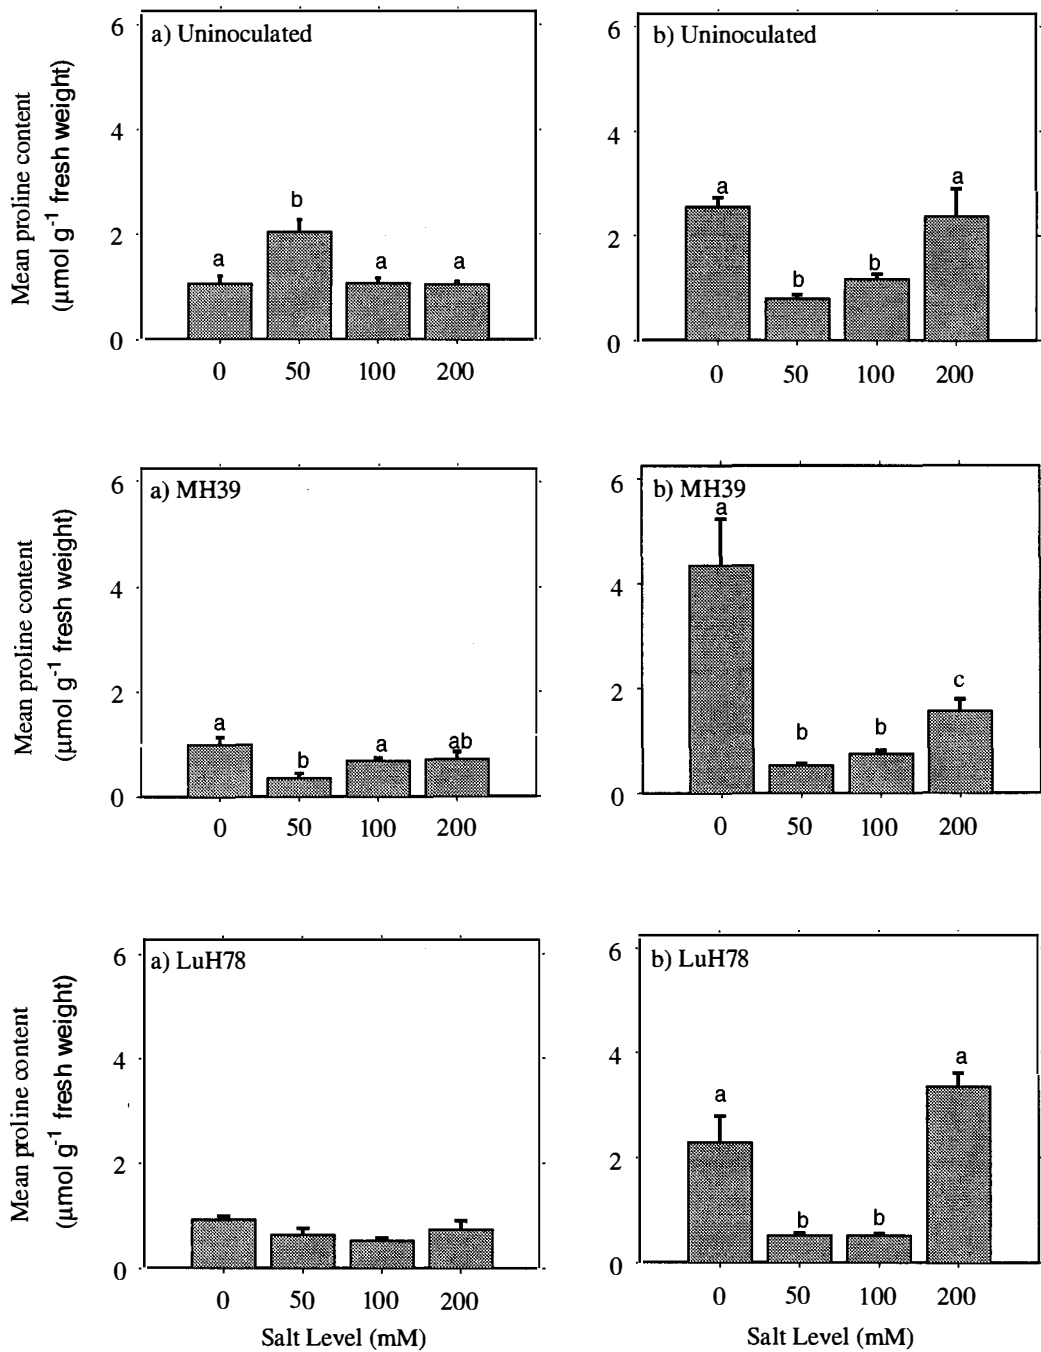 a) Uninoculated
Mean proline content
(μmol g⁻¹ fresh weight)
6
4
2
0
a
b
a
a
0 50 100 200
b) Uninoculated
6
4
2
0
a
b
b
a
0 50 100 200
a) MH39
Mean proline content
(μmol g⁻¹ fresh weight)
6
4
2
0
a
b
a
ab
0 50 100 200
b) MH39
6
4
2
0
a
b
b
c
0 50 100 200
a) LuH78
Mean proline content
(μmol g⁻¹ fresh weight)
6
4
2
0
0 50 100 200
Salt Level (mM)
b) LuH78
6
4
2
0
a
b
b
a
0 50 100 200
Salt Level (mM)